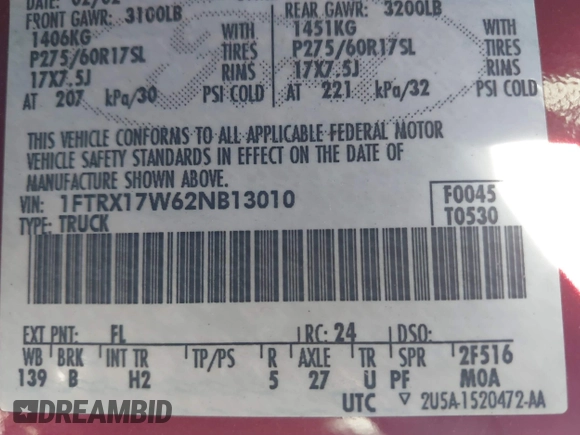 FRONT GAWR: 3100LB
1406KG WITH
P275/60R17SL TIRES
17X7.5J RIMS
AT 207 kPa/30 PSI COLD
REAR GAWR: 3200LB
1451KG WITH
P275/60R17SL TIRES
17X7.5J RIMS
AT 221 kPa/32 PSI COLD
THIS VEHICLE CONFORMS TO ALL APPLICABLE FEDERAL MOTOR
VEHICLE SAFETY STANDARDS IN EFFECT ON THE DATE OF
MANUFACTURE SHOWN ABOVE.
VIN: 1FTRX17W62NB13010
TYPE: TRUCK
F0045
T0530
EXT PNT: FL RC: 24 DSO:
WB BRK INT TR TP/PS R AXLE TR SPR 2F516
139 B H2 5 27 U PF MOA
UTC ▽ 2U5A-1520472-AA
DREAMBID